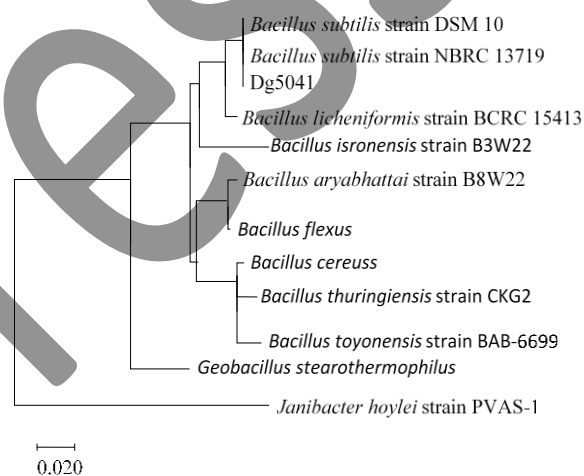 Bacillus subtilis strain DSM 10
Bacillus subtilis strain NBRC 13719
Dg5041
Bacillus licheniformis strain BCRC 15413
Bacillus isronensis strain B3W22
Bacillus aryabhattai strain B8W22
Bacillus flexus
Bacillus cereuss
Bacillus thuringiensis strain CKG2
Bacillus toyonensis strain BAB-6699
Geobacillus stearothermophilus
Janibacter hoylei strain PVAS-1
0.020